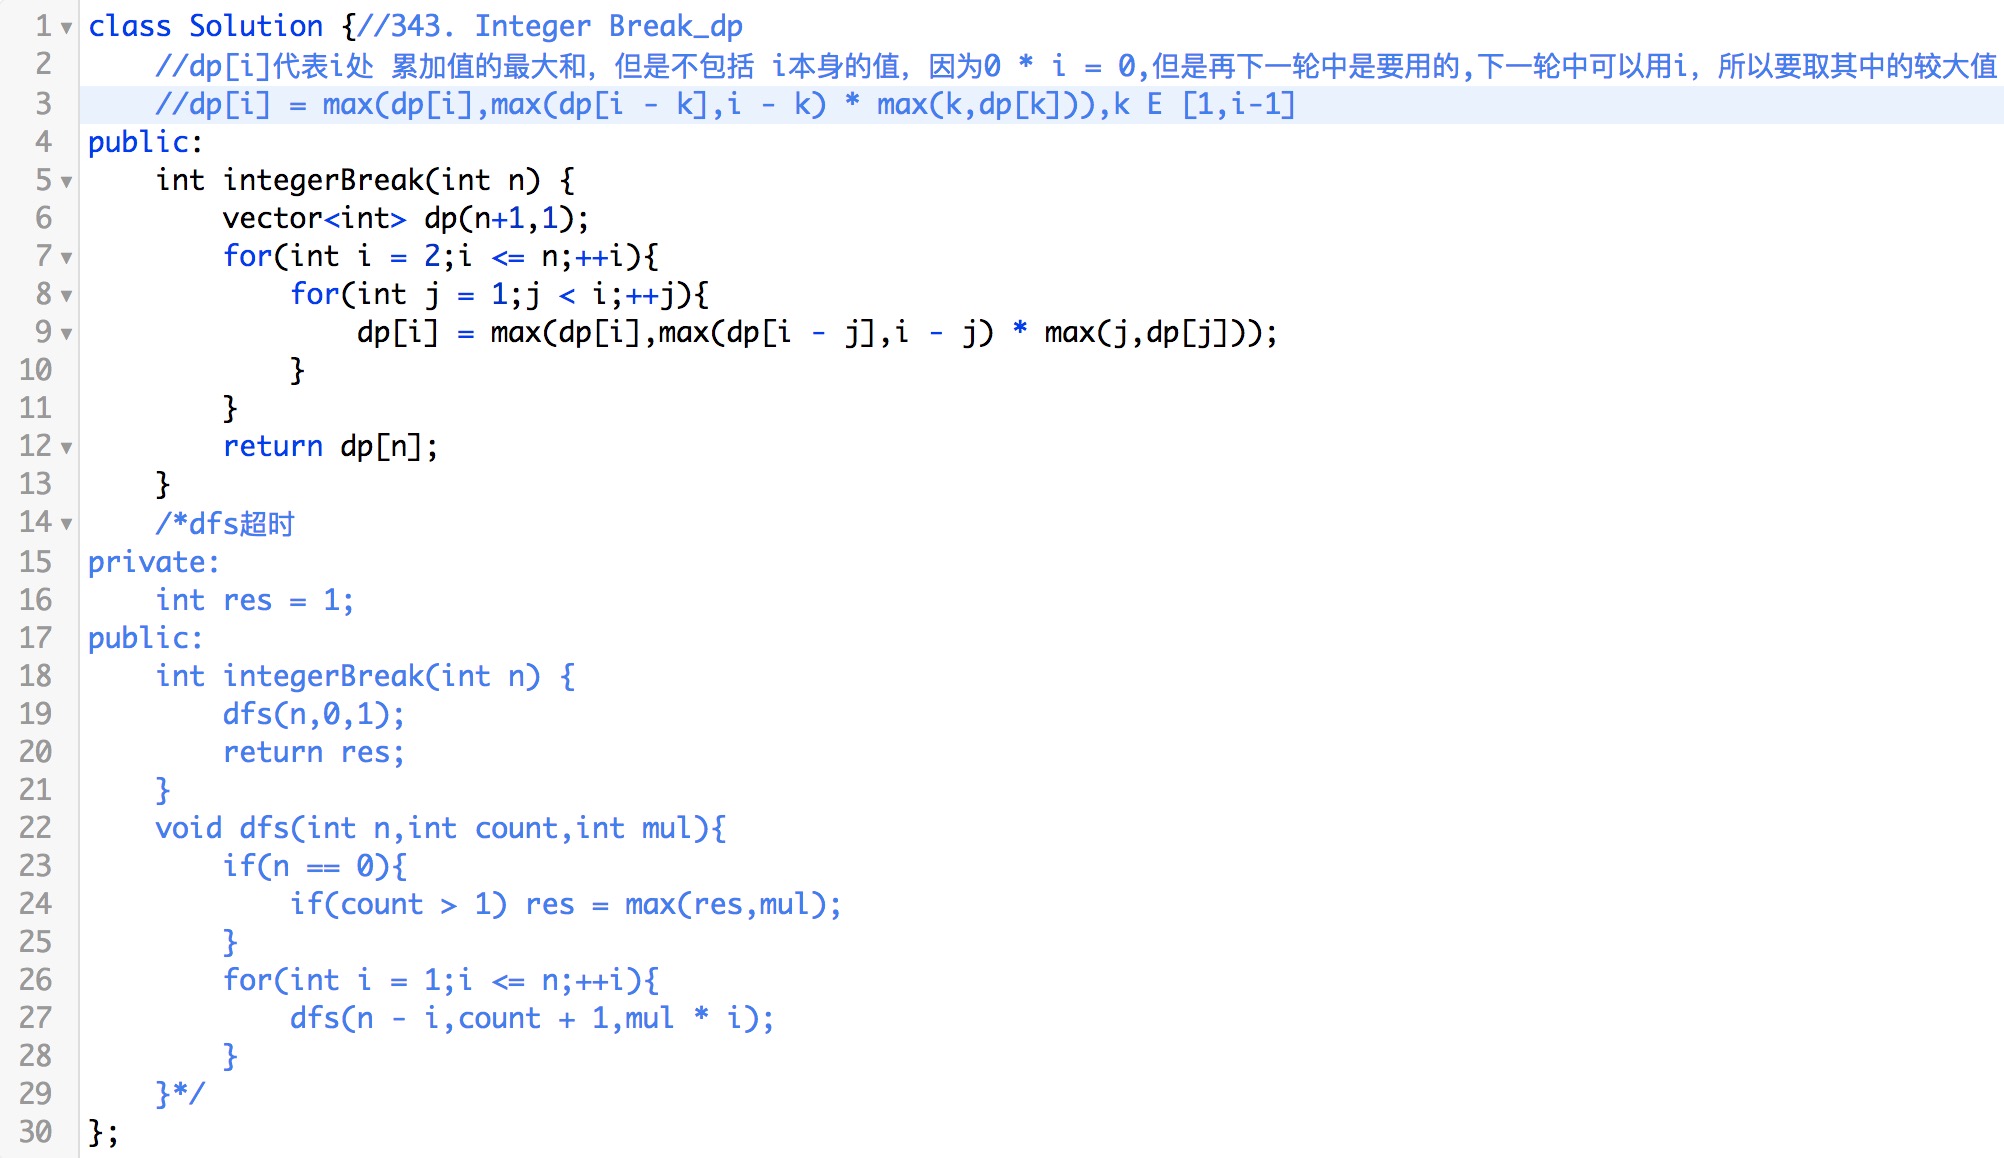 1 class Solution {//343. Integer Break_dp
2     //dp[i]代表i处 累加值的最大和，但是不包括 i本身的值，因为0 * i = 0,但是再下一轮中是要用的,下一轮中可以用i，所以要取其中的较大值
3     //dp[i] = max(dp[i],max(dp[i - k],i - k) * max(k,dp[k])),k E [1,i-1]
4 public:
5     int integerBreak(int n) {
6         vector<int> dp(n+1,1);
7         for(int i = 2;i <= n;++i){
8             for(int j = 1;j < i;++j){
9                 dp[i] = max(dp[i],max(dp[i - j],i - j) * max(j,dp[j]));
10             }
11         }
12         return dp[n];
13     }
14     /*dfs超时
15 private:
16     int res = 1;
17 public:
18     int integerBreak(int n) {
19         dfs(n,0,1);
20         return res;
21     }
22     void dfs(int n,int count,int mul){
23         if(n == 0){
24             if(count > 1) res = max(res,mul);
25         }
26         for(int i = 1;i <= n;++i){
27             dfs(n - i,count + 1,mul * i);
28         }
29     }*/
30 };